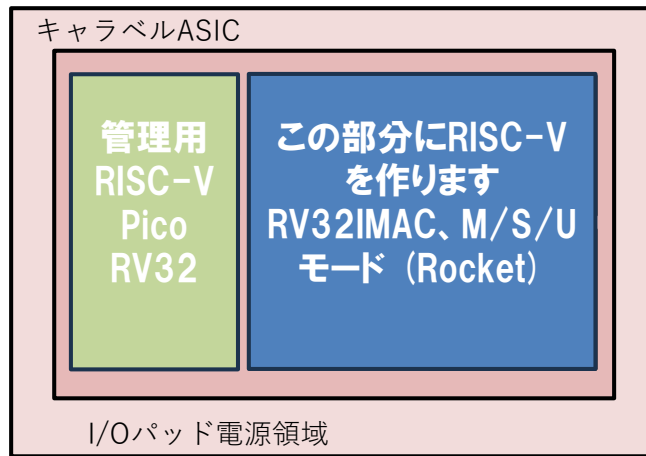 キャラベルASIC
管理用
RISC-V
Pico
RV32
この部分にRISC-V
を作ります
RV32IMAC、M/S/U
モード (Rocket)
I/Oパッド電源領域